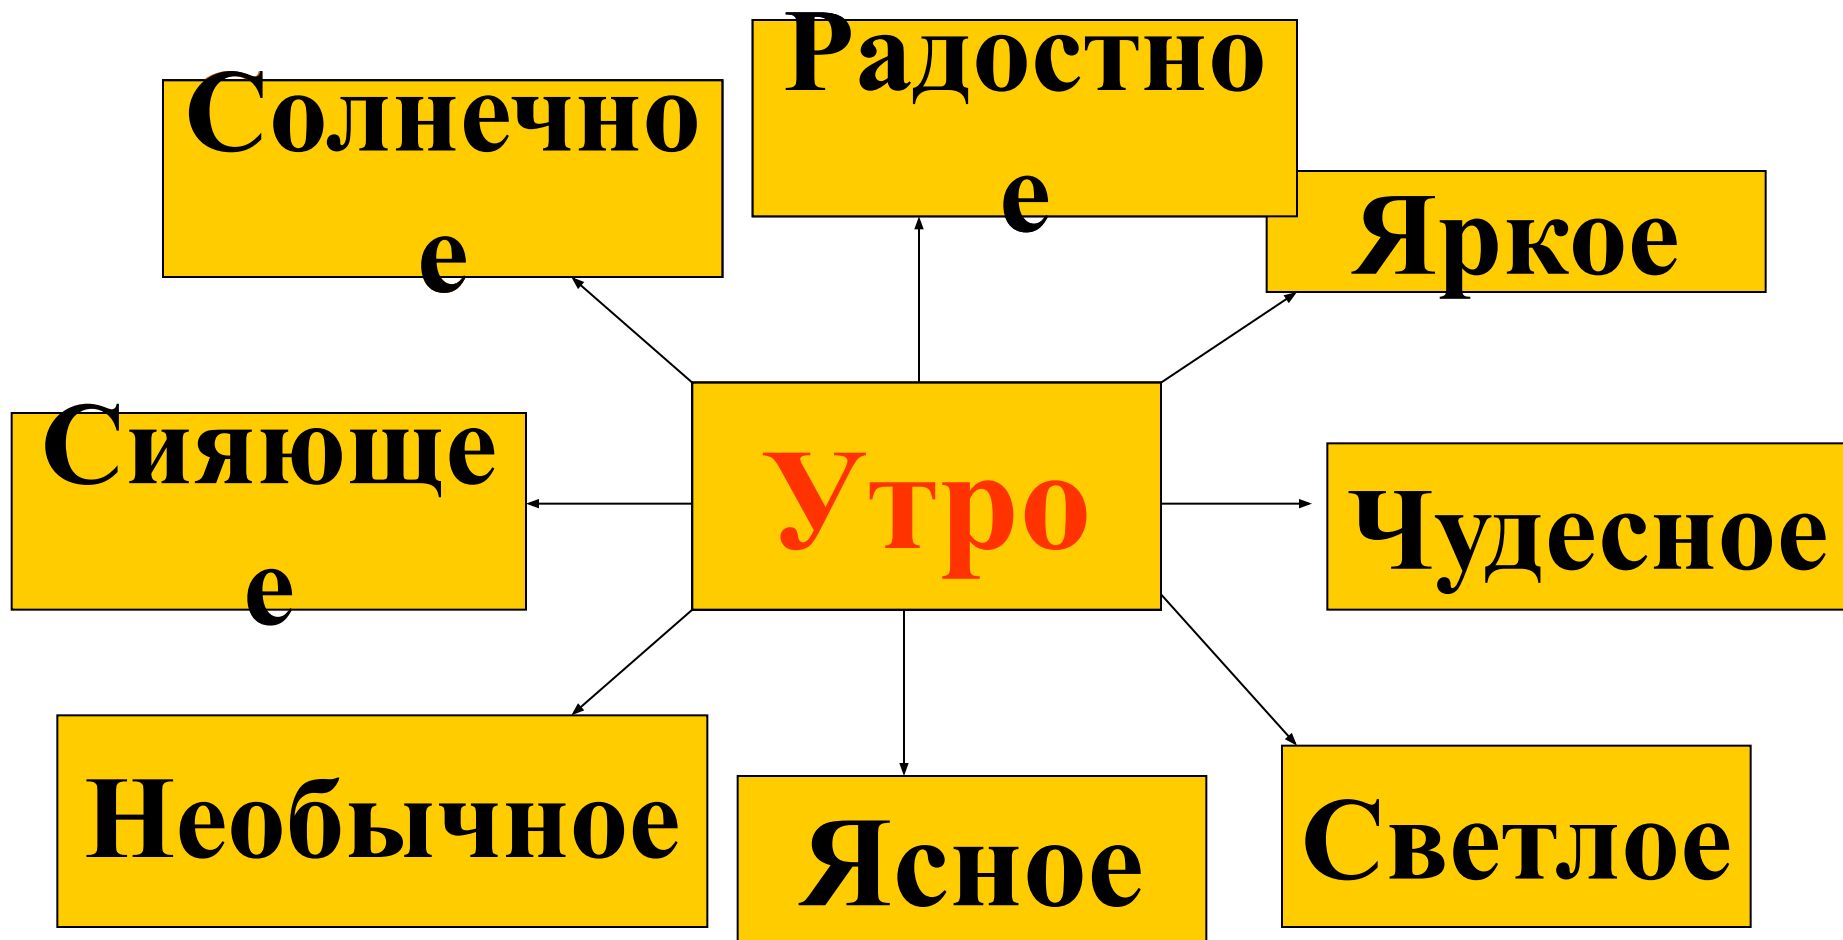 Радостно
е
Солнечно
е
Яркое
Сияюще
е
Утро
Чудесное
Необычное
Ясное
Светлое